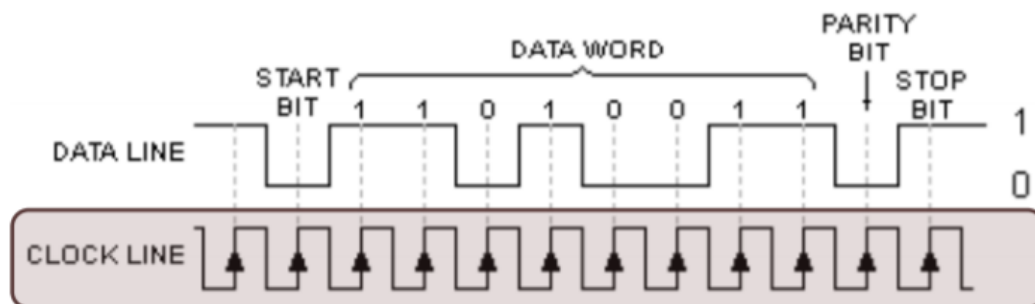 PARITY
BIT
DATA WORD
START
BIT
STOP
BIT
1 1 0 1 0 0 1 1
1
DATA LINE
0
CLOCK LINE